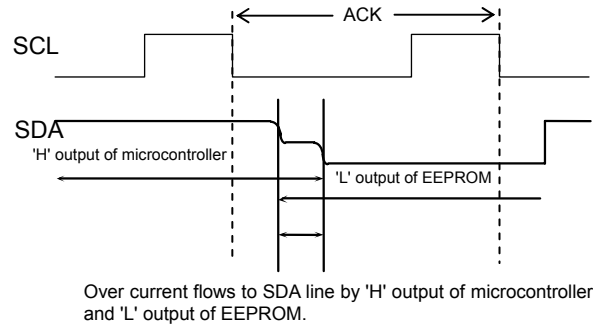 ACK
SCL
SDA
'H' output of microcontroller
'L' output of EEPROM
Over current flows to SDA line by 'H' output of microcontroller
and 'L' output of EEPROM.